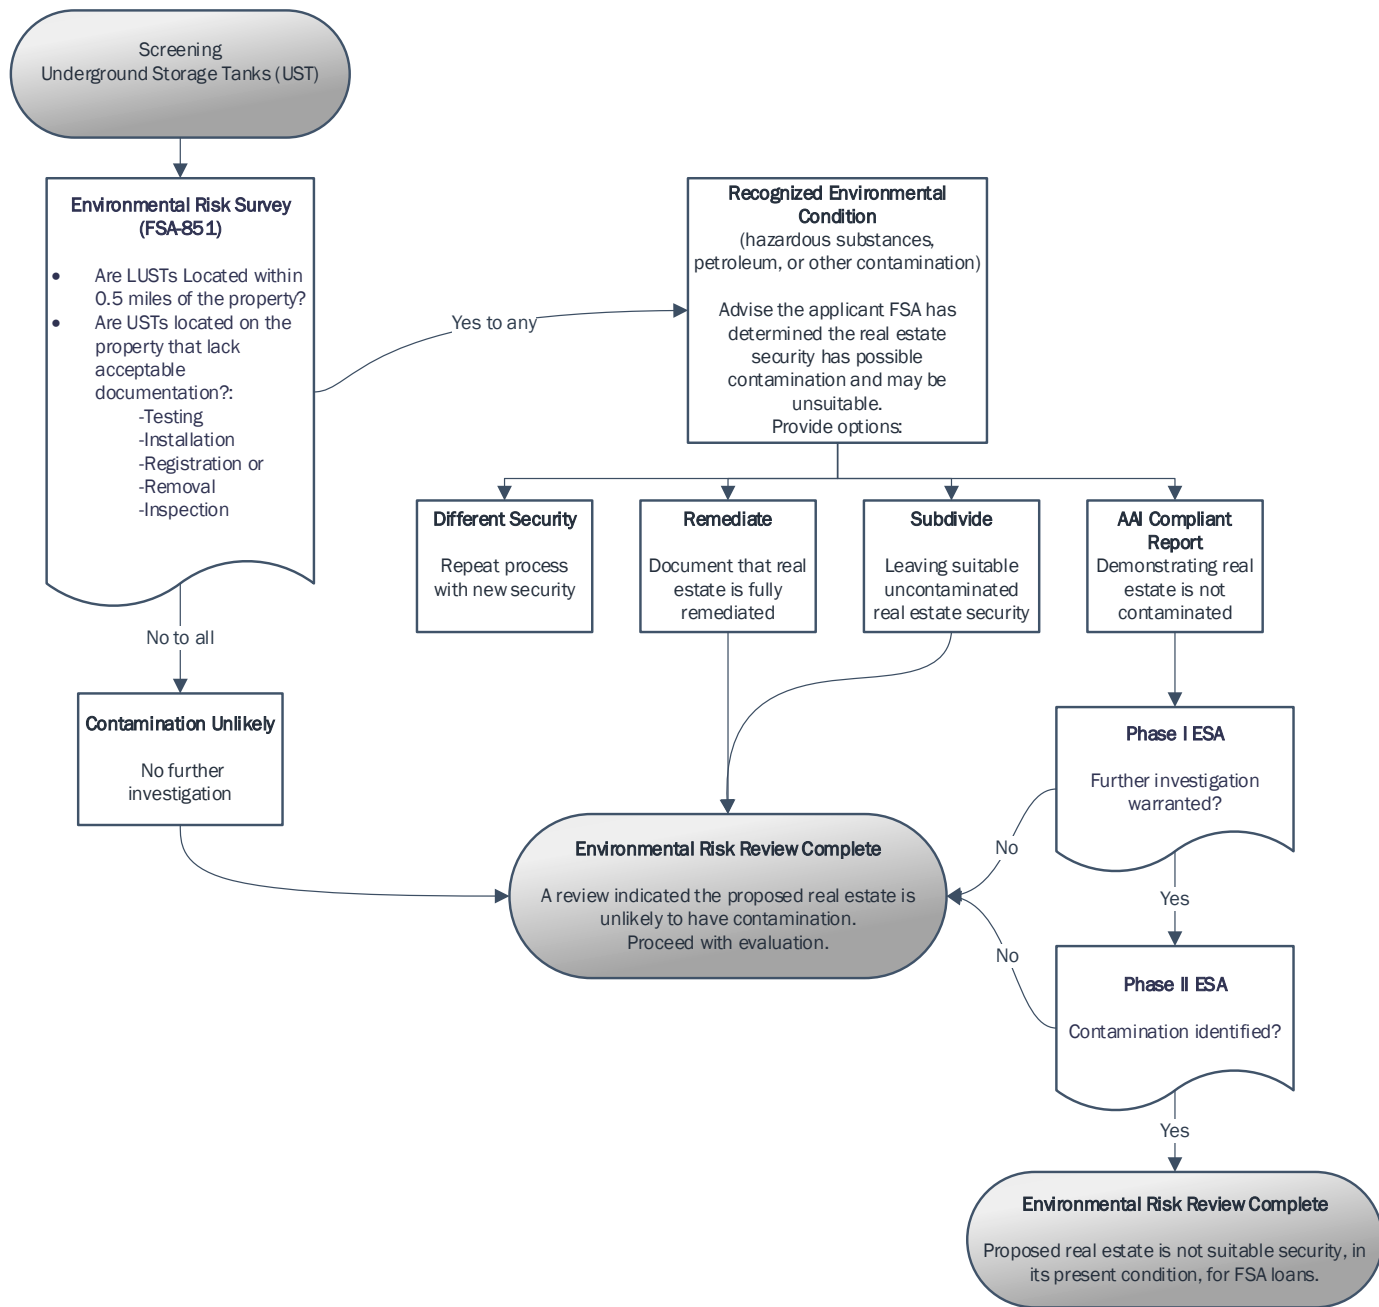 Screening
Underground Storage Tanks (UST)
Environmental Risk Survey
(FSA-851)
• Are LUSTs Located within
0.5 miles of the property?
• Are USTs located on the
property that lack
acceptable
documentation?:
-Testing
-Installation
-Registration or
-Removal
-Inspection
Yes to any
Recognized Environmental
Condition
(hazardous substances,
petroleum, or other contamination)
Advise the applicant FSA has
determined the real estate
security has possible
contamination and may be
unsuitable.
Provide options:
Different Security
Repeat process
with new security
Remediate
Document that real
estate is fully
remediated
Subdivide
Leaving suitable
uncontaminated
real estate security
AAI Compliant
Report
Demonstrating real
estate is not
contaminated
No to all
Contamination Unlikely
No further
investigation
Phase I ESA
Further investigation
warranted?
No
Yes
Environmental Risk Review Complete
A review indicated the proposed real estate is
unlikely to have contamination.
Proceed with evaluation.
No
Phase II ESA
Contamination identified?
Yes
Environmental Risk Review Complete
Proposed real estate is not suitable security, in
its present condition, for FSA loans.